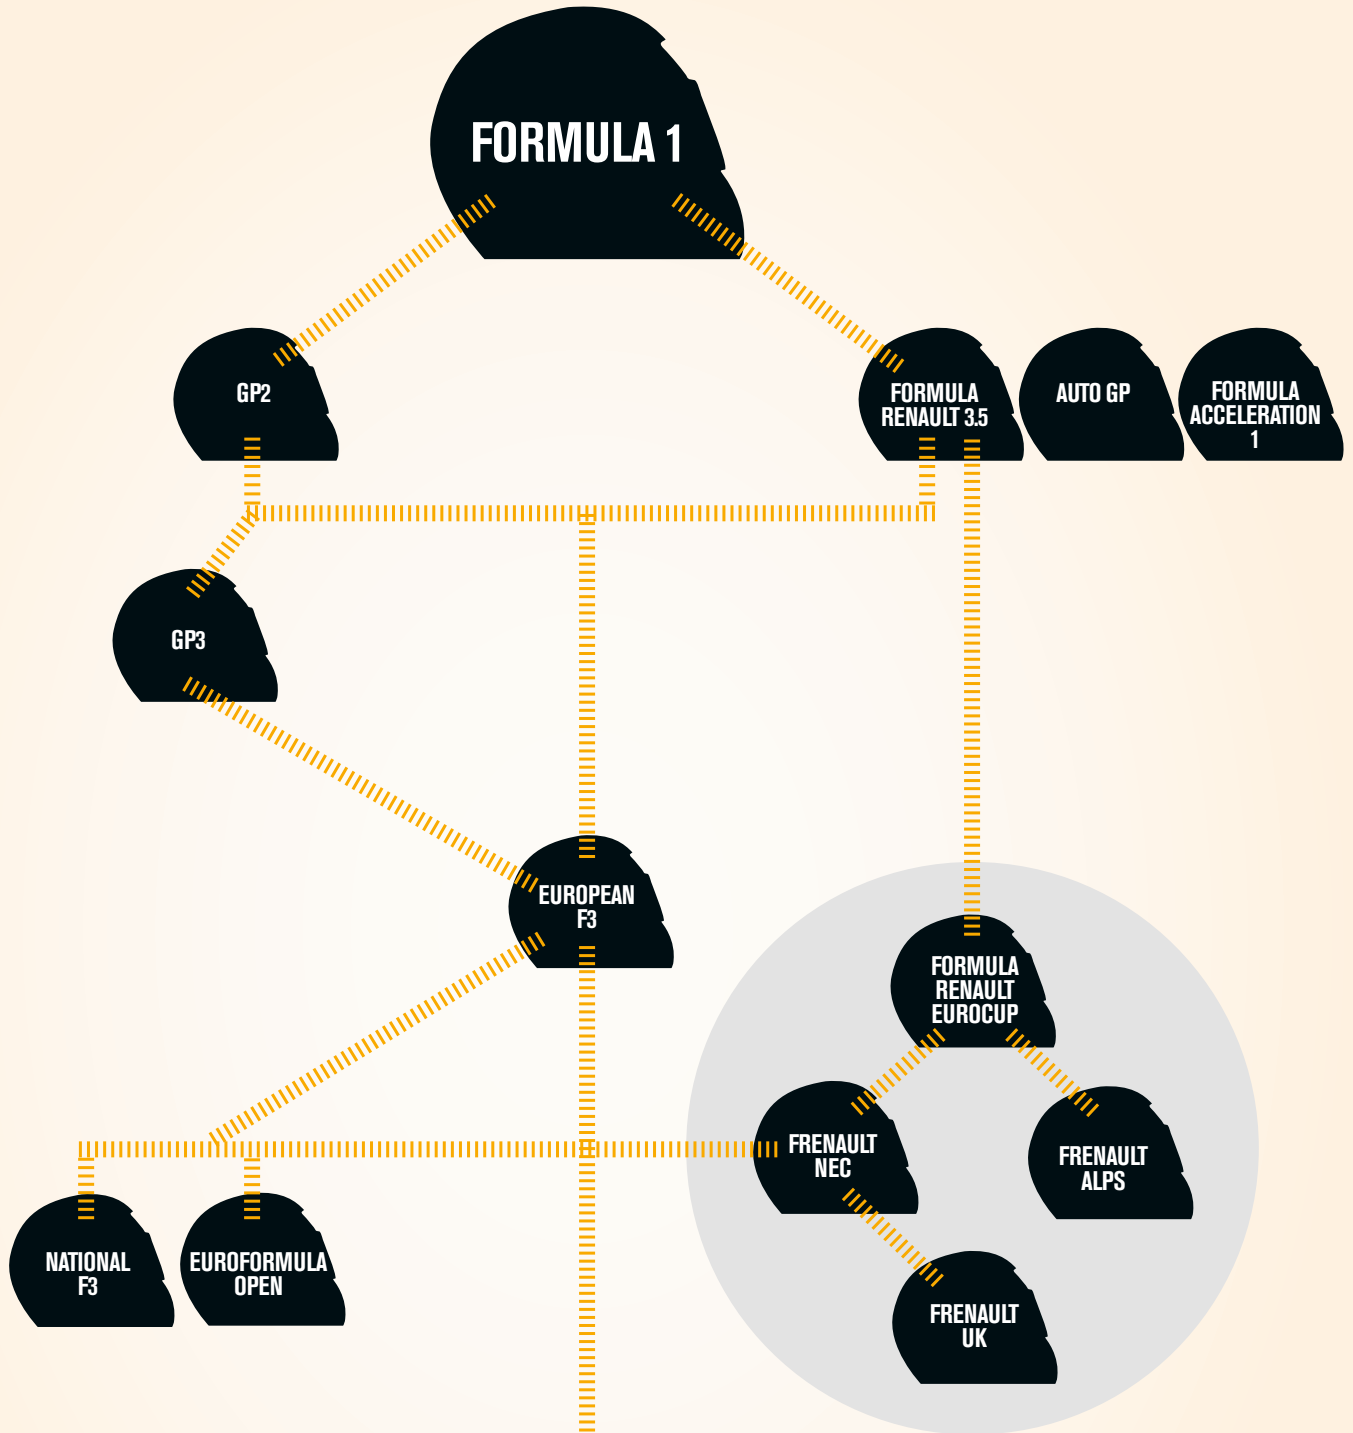 FORMULA 1
GP2
FORMULA
RENAULT 3.5
AUTO GP
FORMULA
ACCELERATION
1
GP3
EUROPEAN
F3
FORMULA
RENAULT
EUROCUP
FRENAULT
NEC
FRENAULT
ALPS
NATIONAL
F3
EUROFORMULA
OPEN
FRENAULT
UK